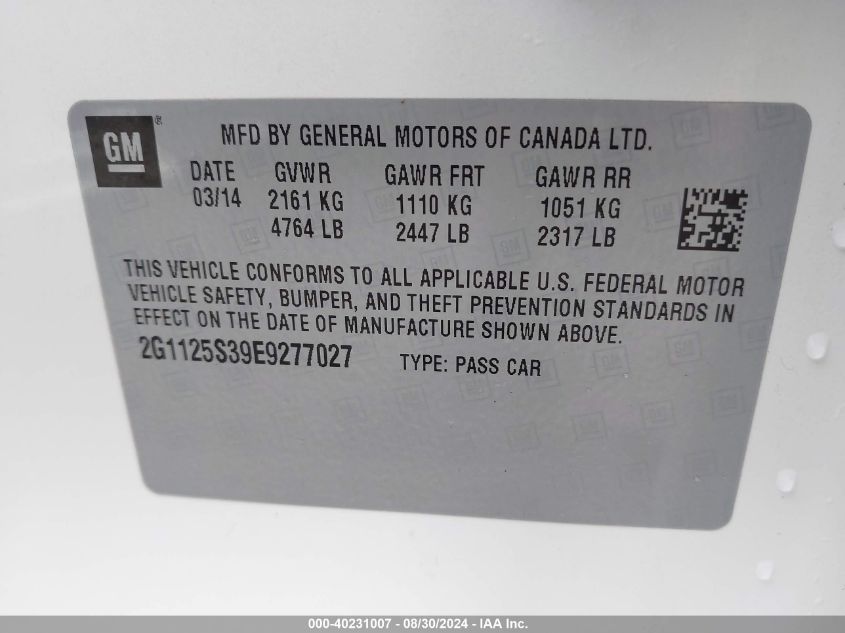 GM®
MFD BY GENERAL MOTORS OF CANADA LTD.
DATE GVWR GAWR FRT GAWR RR
03/14 2161 KG 1110 KG 1051 KG
4764 LB 2447 LB 2317 LB
THIS VEHICLE CONFORMS TO ALL APPLICABLE U.S. FEDERAL MOTOR
VEHICLE SAFETY, BUMPER, AND THEFT PREVENTION STANDARDS IN
EFFECT ON THE DATE OF MANUFACTURE SHOWN ABOVE.
2G1125S39E9277027 TYPE: PASS CAR
000-40231007 - 08/30/2024 - IAA, Inc.